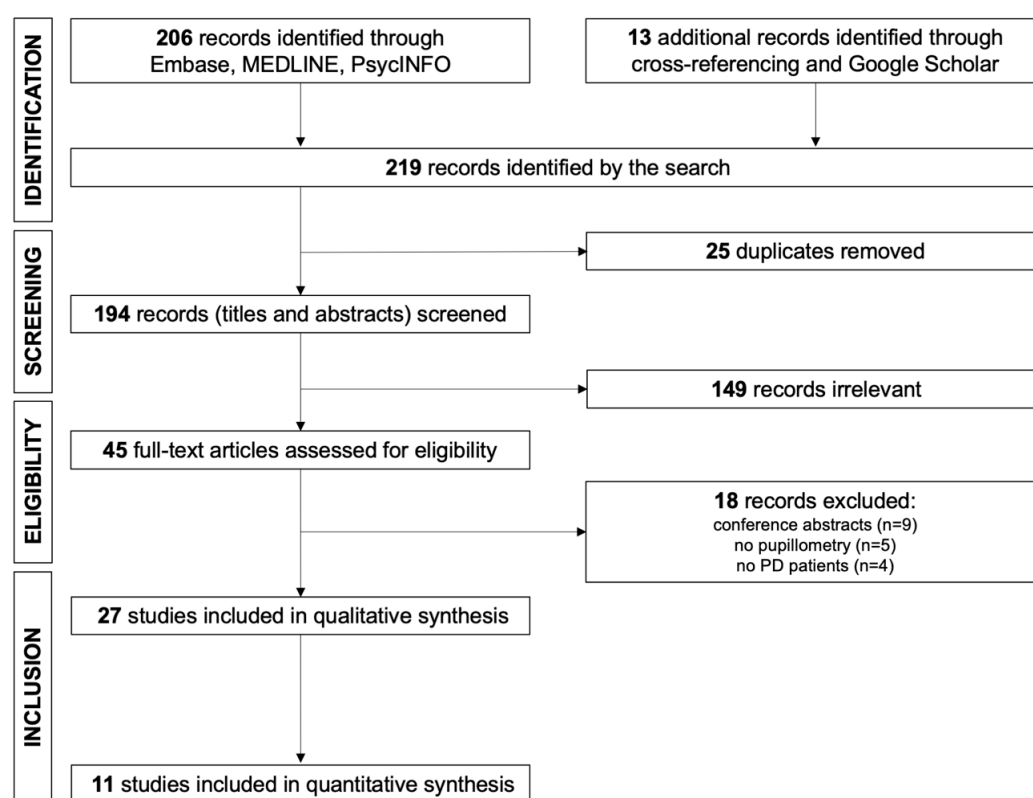 IDENTIFICATION
206 records identified through
Embase, MEDLINE, PsycINFO
13 additional records identified through
cross-referencing and Google Scholar
219 records identified by the search
SCREENING
25 duplicates removed
194 records (titles and abstracts) screened
149 records irrelevant
ELIGIBILITY
45 full-text articles assessed for eligibility
18 records excluded:
conference abstracts (n=9)
no pupillometry (n=5)
no PD patients (n=4)
INCLUSION
27 studies included in qualitative synthesis
11 studies included in quantitative synthesis